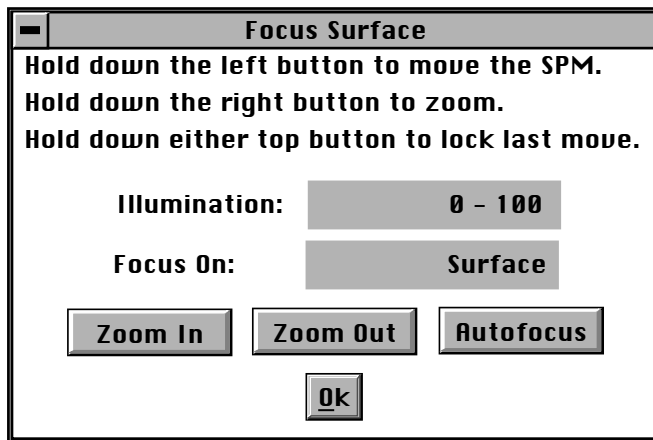 Focus Surface
Hold down the left button to move the SPM.
Hold down the right button to zoom.
Hold down either top button to lock last move.
Illumination: 0 - 100
Focus On: Surface
Zoom In Zoom Out Autofocus
Ok